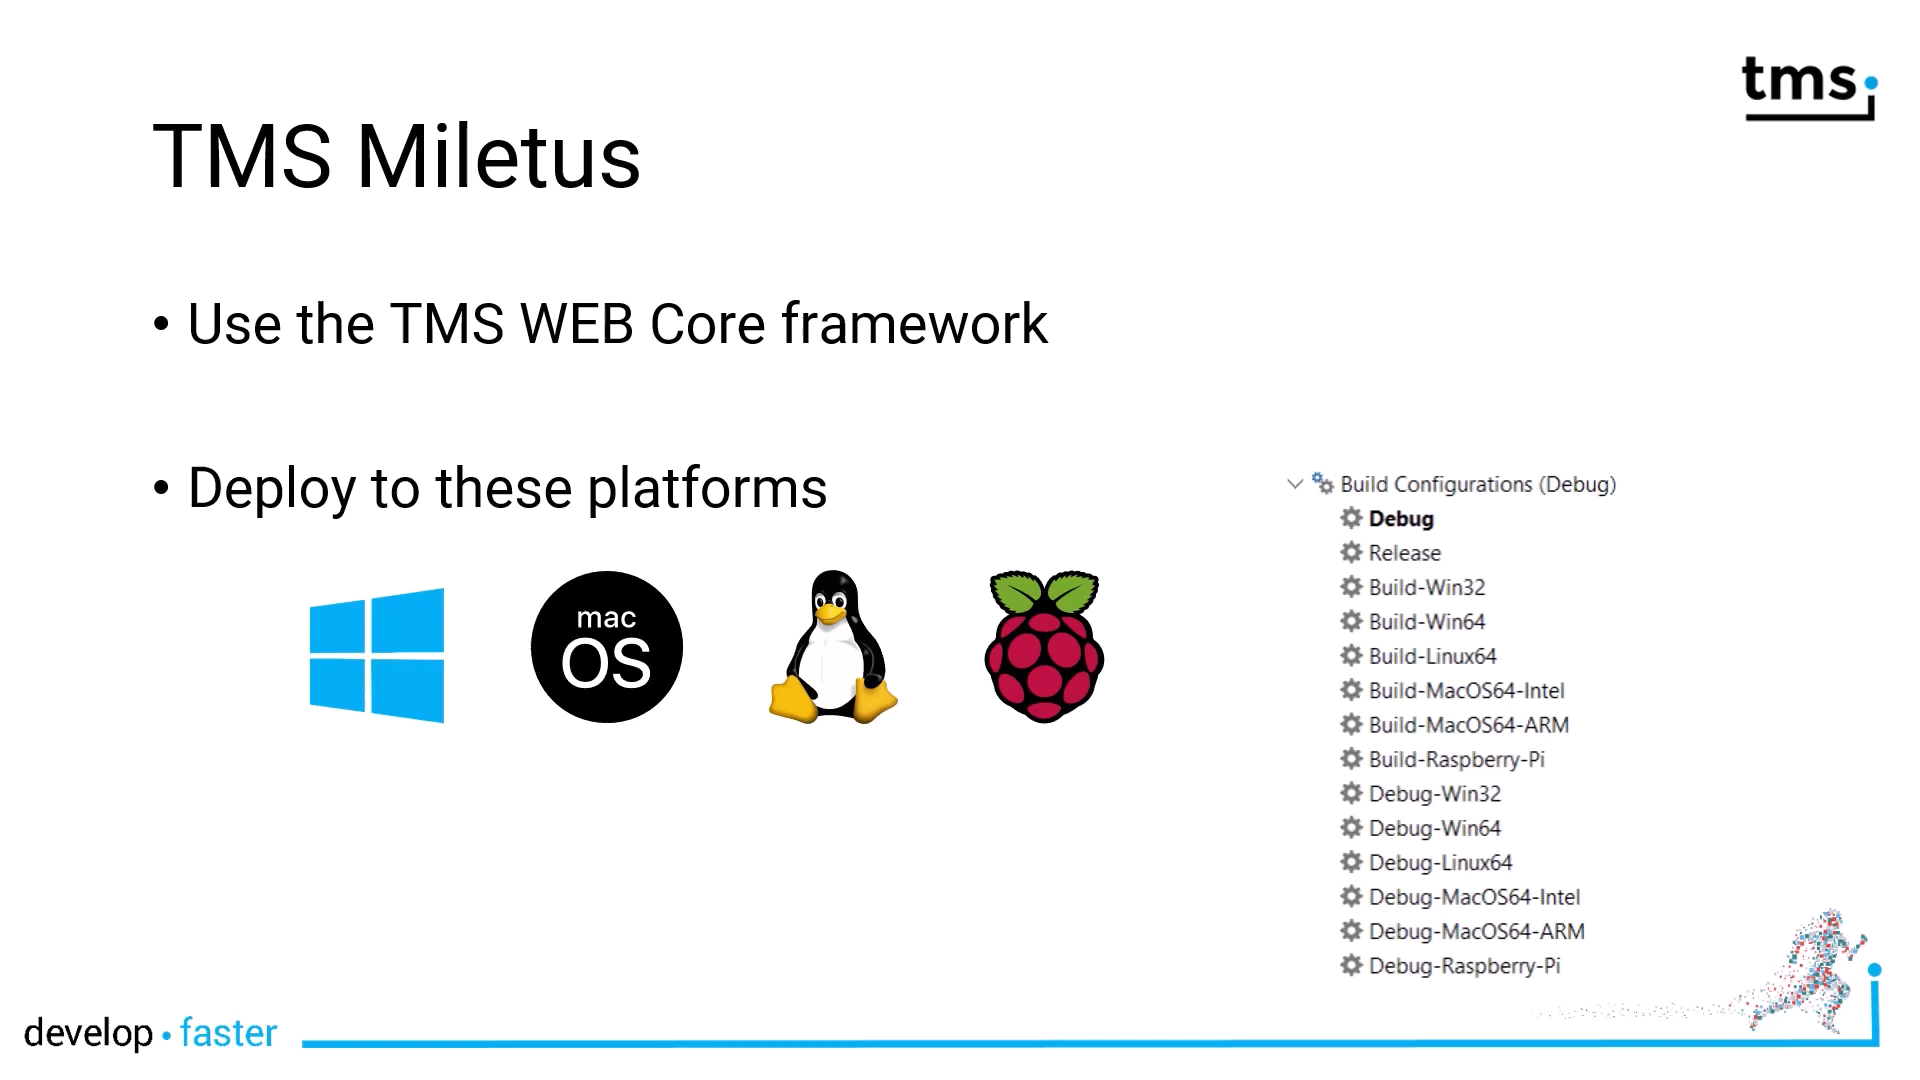 tms
TMS Miletus
• Use the TMS WEB Core framework
• Deploy to these platforms
mac
OS
Build Configurations (Debug)
Debug
Release
Build-Win32
Build-Win64
Build-Linux64
Build-MacOS64-Intel
Build-MacOS64-ARM
Build-Raspberry-Pi
Debug-Win32
Debug-Win64
Debug-Linux64
Debug-MacOS64-Intel
Debug-MacOS64-ARM
Debug-Raspberry-Pi
develop • faster